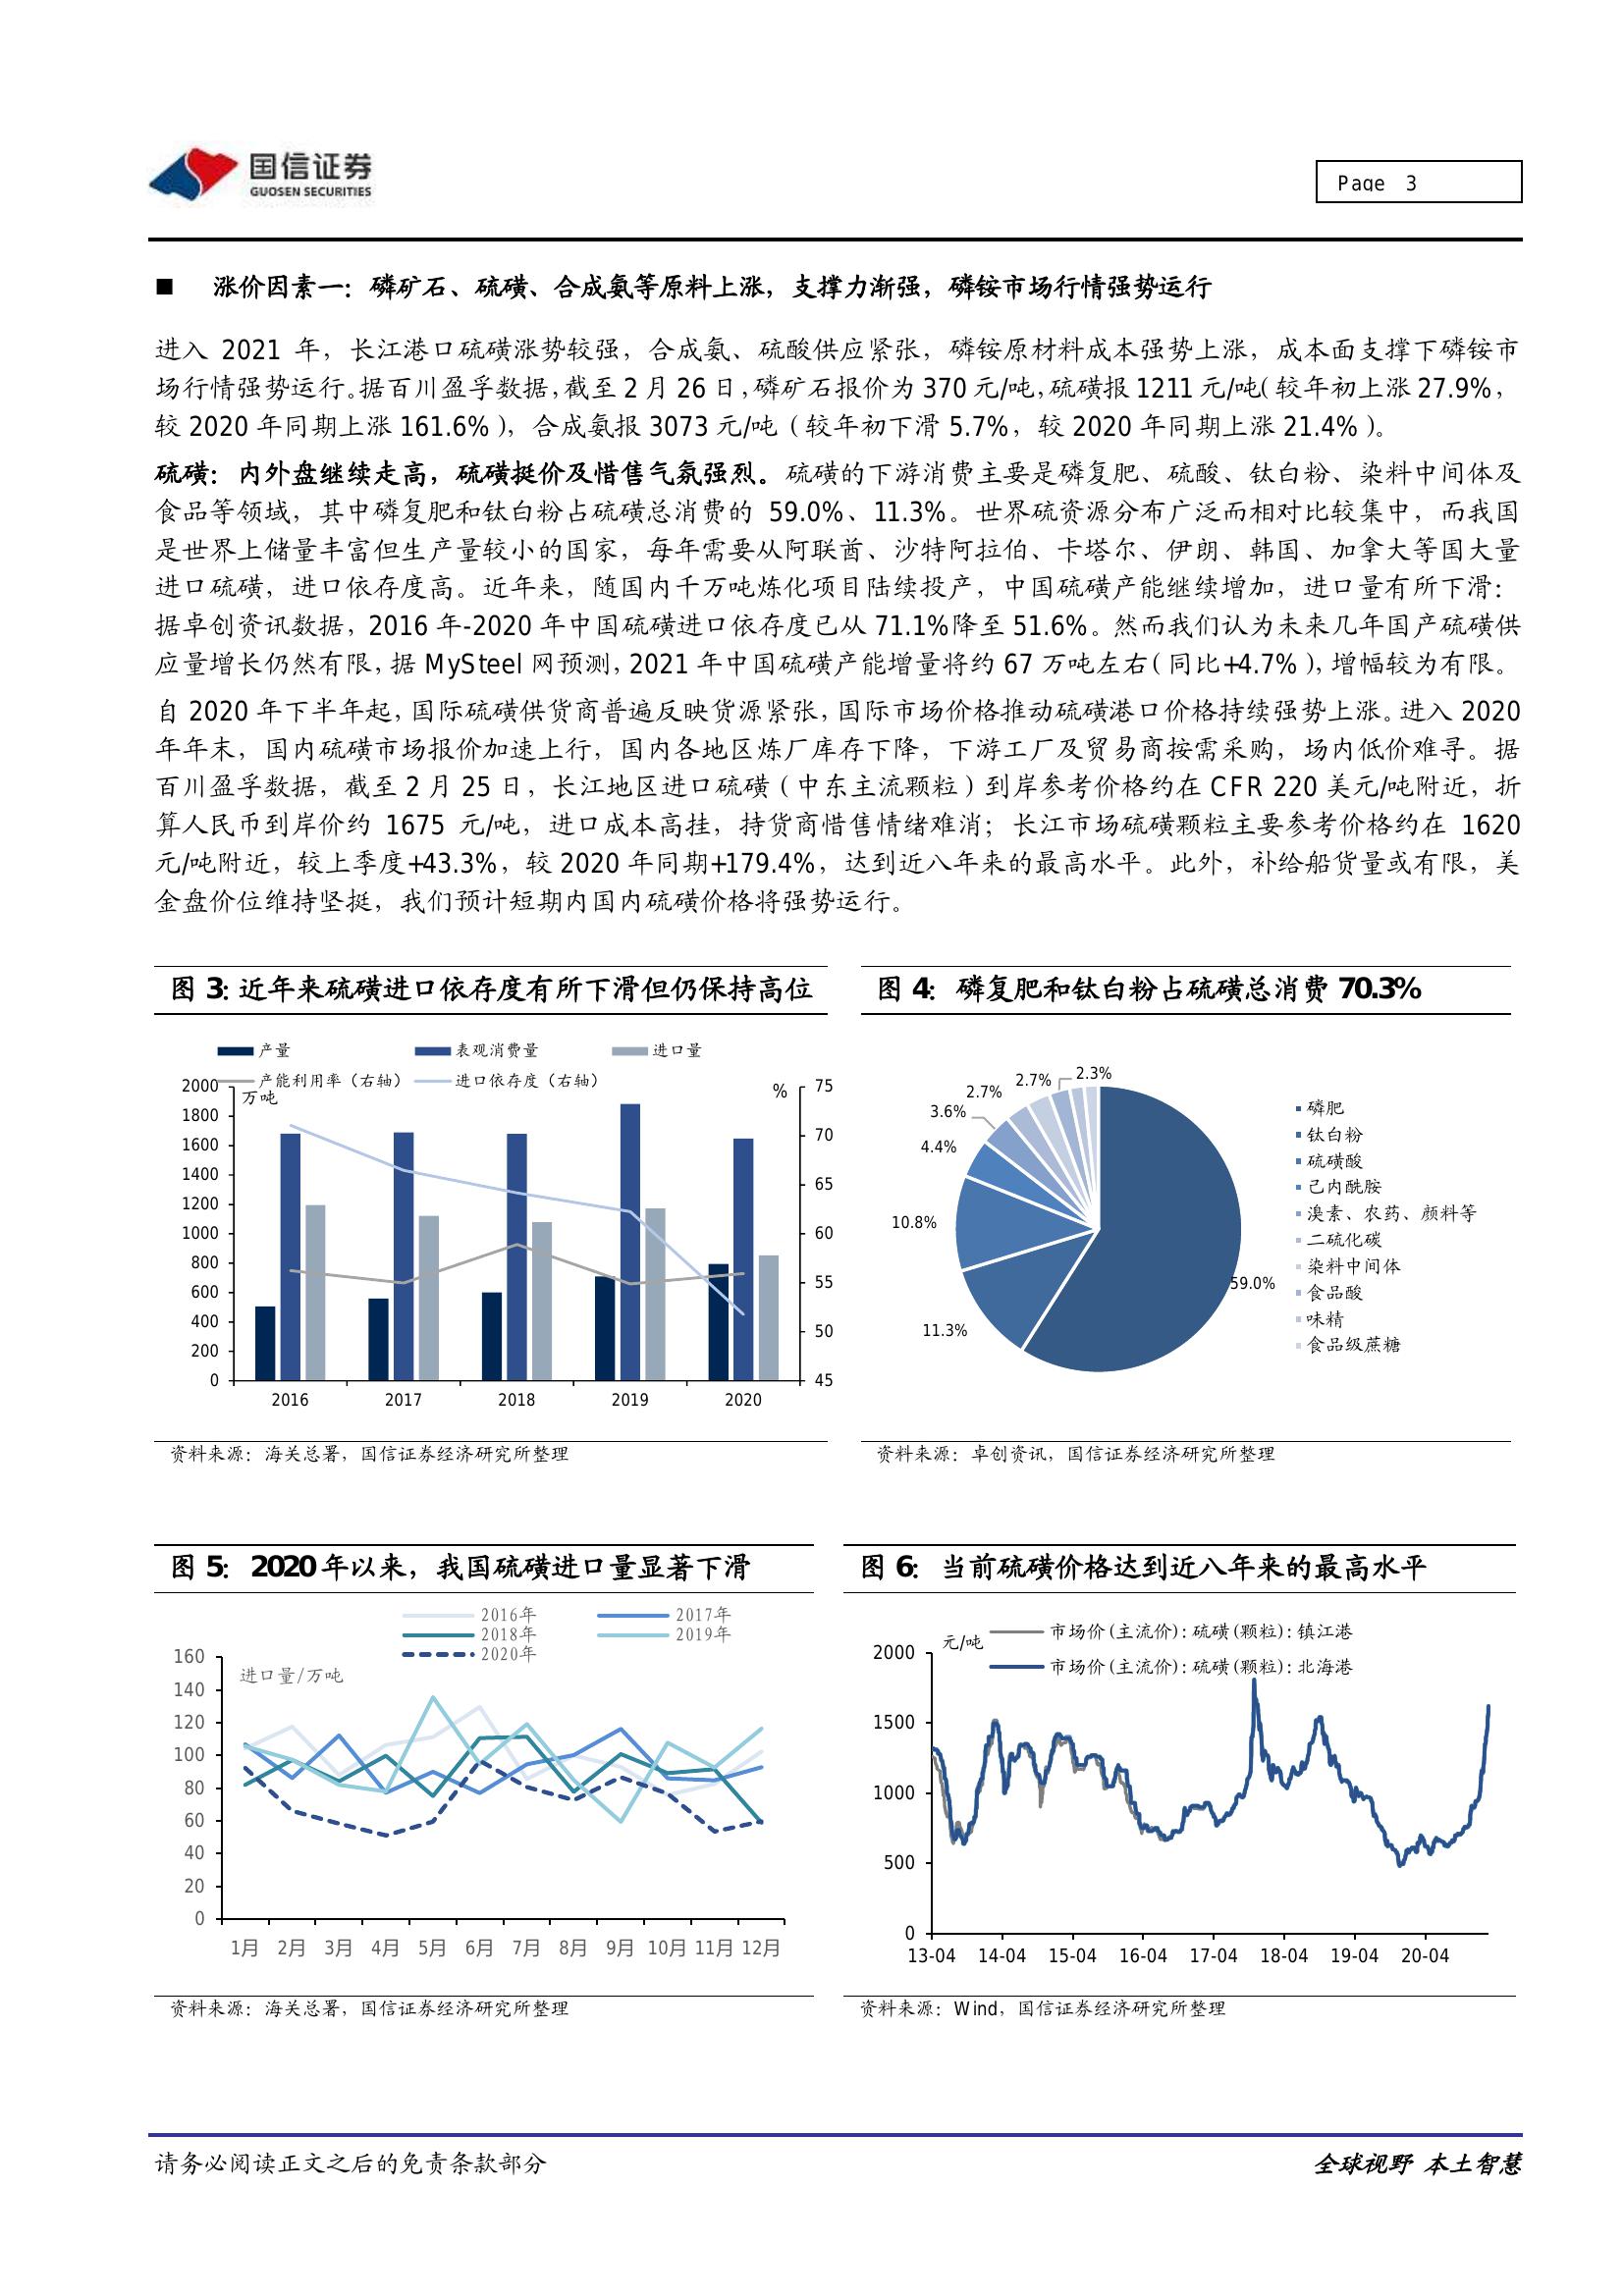 国信证券
GUOSEN SECURITIES
Page 3
■ 涨价因素一：磷矿石、硫磺、合成氨等原料上涨，支撑力渐强，磷铵市场行情强势运行
进入 2021 年，长江港口硫磺涨势较强，合成氨、硫酸供应紧张，磷铵原材料成本强势上涨，成本面支撑下磷铵市
场行情强势运行。据百川盈孚数据，截至 2 月 26 日，磷矿石报价为 370 元/吨，硫磺报 1211 元/吨（较年初上涨 27.9%，
较 2020 年同期上涨 161.6%），合成氨报 3073 元/吨（较年初下滑 5.7%，较 2020 年同期上涨 21.4%）。
硫磺：内外盘继续走高，硫磺挺价及惜售气氛强烈。硫磺的下游消费主要是磷复肥、硫酸、钛白粉、染料中间体及
食品等领域，其中磷复肥和钛白粉占硫磺总消费的 59.0%、11.3%。世界硫资源分布广泛而相对比较集中，而我国
是世界上储量丰富但生产量较小的国家，每年需要从阿联酋、沙特阿拉伯、卡塔尔、伊朗、韩国、加拿大等国大量
进口硫磺，进口依存度高。近年来，随国内千万吨炼化项目陆续投产，中国硫磺产能继续增加，进口量有所下滑：
据卓创资讯数据，2016 年-2020 年中国硫磺进口依存度已从 71.1%降至 51.6%。然而我们认为未来几年国产硫磺供
应量增长仍然有限，据 MySteel 网预测，2021 年中国硫磺产能增量将约 67 万吨左右（同比+4.7%），增幅较为有限。
自 2020 年下半年起，国际硫磺供货商普遍反映货源紧张，国际市场价格推动硫磺港口价格持续强势上涨。进入 2020
年年末，国内硫磺市场报价加速上行，国内各地区炼厂库存下降，下游工厂及贸易商按需采购，场内低价难寻。据
百川盈孚数据，截至 2 月 25 日，长江地区进口硫磺（中东主流颗粒）到岸参考价格约在 CFR 220 美元/吨附近，折
算人民币到岸价约 1675 元/吨，进口成本高挂，持货商惜售情绪难消；长江市场硫磺颗粒主要参考价格约在 1620
元/吨附近，较上季度+43.3%，较 2020 年同期+179.4%，达到近八年来的最高水平。此外，补给船货量或有限，美
金盘价位维持坚挺，我们预计短期内国内硫磺价格将强势运行。
图 3：近年来硫磺进口依存度有所下滑但仍保持高位
产量 表观消费量 进口量
产能利用率（右轴） 进口依存度（右轴）
万吨 %
2000 75
1800
1600 70
1400
1200 65
1000 60
800
600 55
400 50
200
0 45
2016 2017 2018 2019 2020
资料来源：海关总署，国信证券经济研究所整理
图 4：磷复肥和钛白粉占硫磺总消费 70.3%
2.3%
2.7%
2.7%
3.6%
4.4%
10.8%
11.3%
59.0%
磷肥
钛白粉
硫磺酸
己内酰胺
溴素、农药、颜料等
二硫化碳
染料中间体
食品酸
味精
食品级蔗糖
资料来源：卓创资讯，国信证券经济研究所整理
图 5：2020 年以来，我国硫磺进口量显著下滑
2016年 2017年
2018年 2019年
2020年
进口量/万吨
160
140
120
100
80
60
40
20
0
1月 2月 3月 4月 5月 6月 7月 8月 9月 10月 11月 12月
资料来源：海关总署，国信证券经济研究所整理
图 6：当前硫磺价格达到近八年来的最高水平
元/吨
市场价(主流价):硫磺(颗粒):镇江港
市场价(主流价):硫磺(颗粒):北海港
2000
1500
1000
500
0
13-04 14-04 15-04 16-04 17-04 18-04 19-04 20-04
资料来源：Wind，国信证券经济研究所整理
请务必阅读正文之后的免责条款部分
全球视野 本土智慧